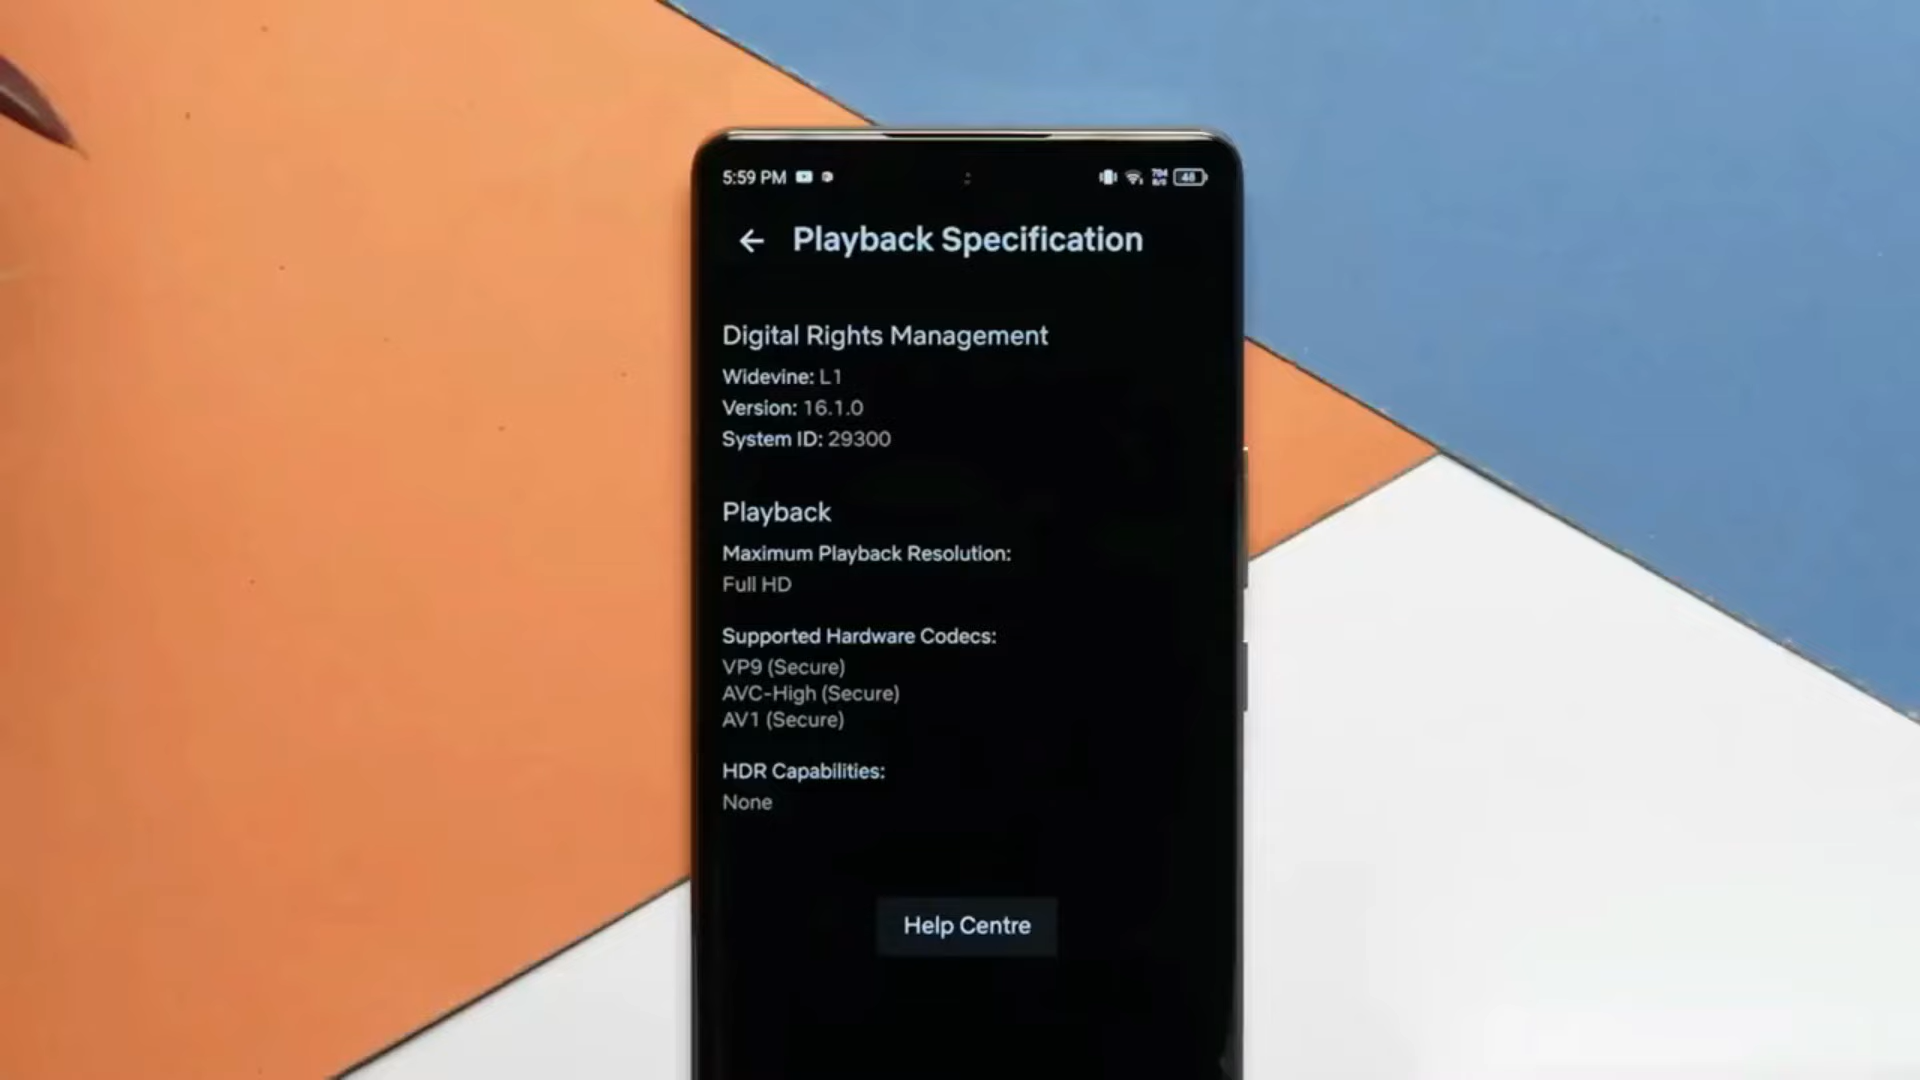 5:59 PM
48
Playback Specification
Digital Rights Management
Widevine: L1
Version: 16.1.0
System ID: 29300
Playback
Maximum Playback Resolution:
Full HD
Supported Hardware Codecs:
VP9 (Secure)
AVC-High (Secure)
AV1 (Secure)
HDR Capabilities:
None
Help Centre